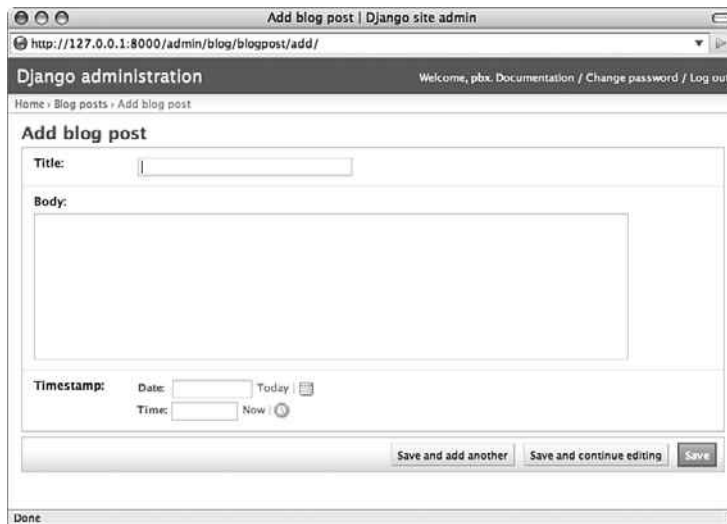 Add blog post | Django site admin
http://127.0.0.1:8000/admin/blog/blogpost/add/
Django administration
Welcome, pbx. Documentation / Change password / Log out
Home › Blog posts › Add blog post
Add blog post
Title:
Body:
Timestamp:
Date: Today |
Time: Now |
Save and add another
Save and continue editing
Save
Done